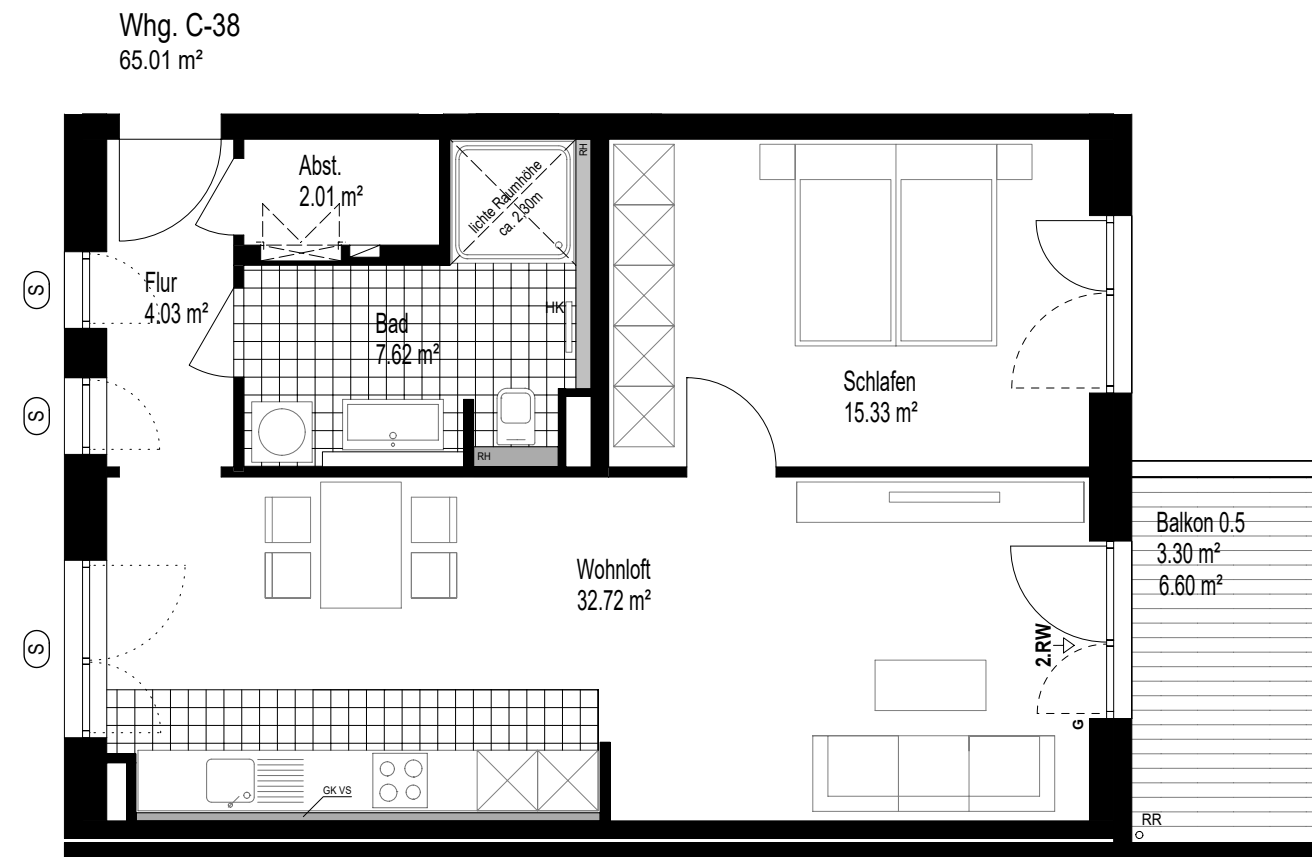 Whg. C-38
65.01 m²
Abst.
2.01 m²
RH
lichte Raumhöhe
ca. 2,30m
S
Flur
4.03 m²
HK
Bad
7.62 m²
Schlafen
15.33 m²
S
RH
Balkon 0.5
3.30 m²
6.60 m²
Wohnloft
32.72 m²
S
2.RW
G
GK VS
RR